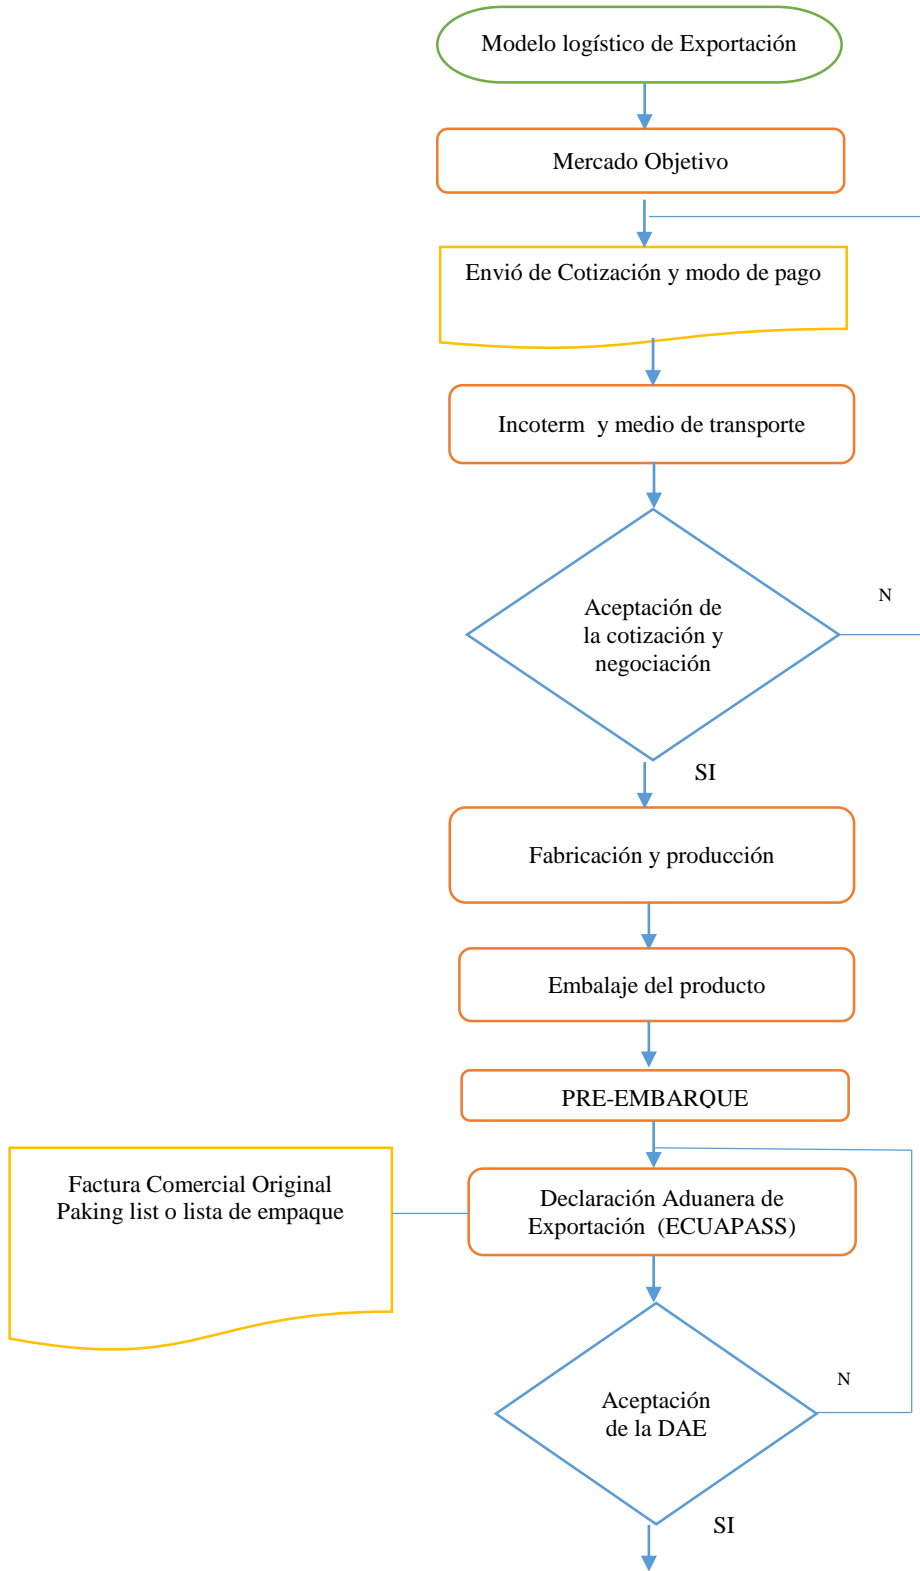 Modelo logístico de Exportación
Mercado Objetivo
Envió de Cotización y modo de pago
Incoterm  y medio de transporte
Aceptación de
la cotización y
negociación
N
SI
Fabricación y producción
Embalaje del producto
PRE-EMBARQUE
Factura Comercial Original
Paking list o lista de empaque
Declaración Aduanera de
Exportación  (ECUAPASS)
Aceptación
de la DAE
N
SI